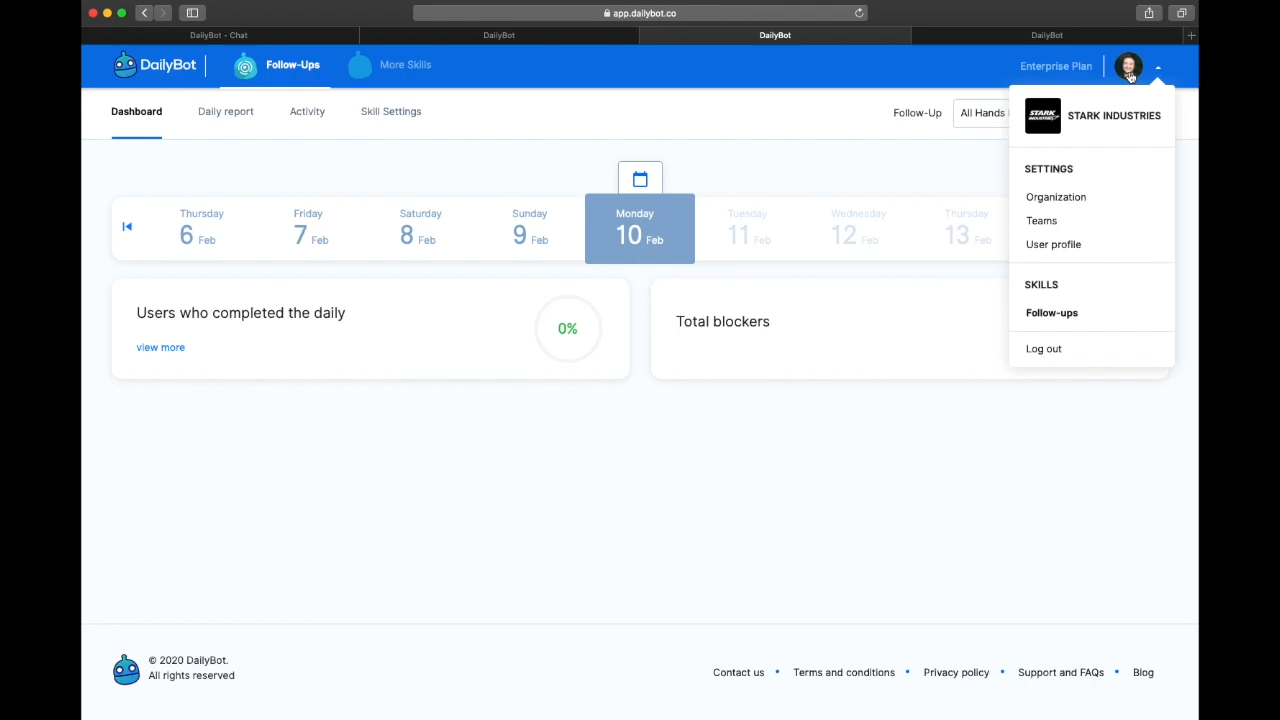 app.dailybot.co
DailyBot - Chat
DailyBot
DailyBot
DailyBot
DailyBot
Follow-Ups
More Skills
Enterprise Plan
Dashboard
Daily report
Activity
Skill Settings
Follow-Up
All Hands
STARK INDUSTRIES
STARK INDUSTRIES
SETTINGS
Organization
Teams
User profile
SKILLS
Follow-ups
Log out
Thursday
6 Feb
Friday
7 Feb
Saturday
8 Feb
Sunday
9 Feb
Monday
10 Feb
Tuesday
11 Feb
Wednesday
12 Feb
Thursday
13 Feb
Users who completed the daily
view more
0%
Total blockers
© 2020 DailyBot.
All rights reserved
Contact us • Terms and conditions • Privacy policy • Support and FAQs • Blog